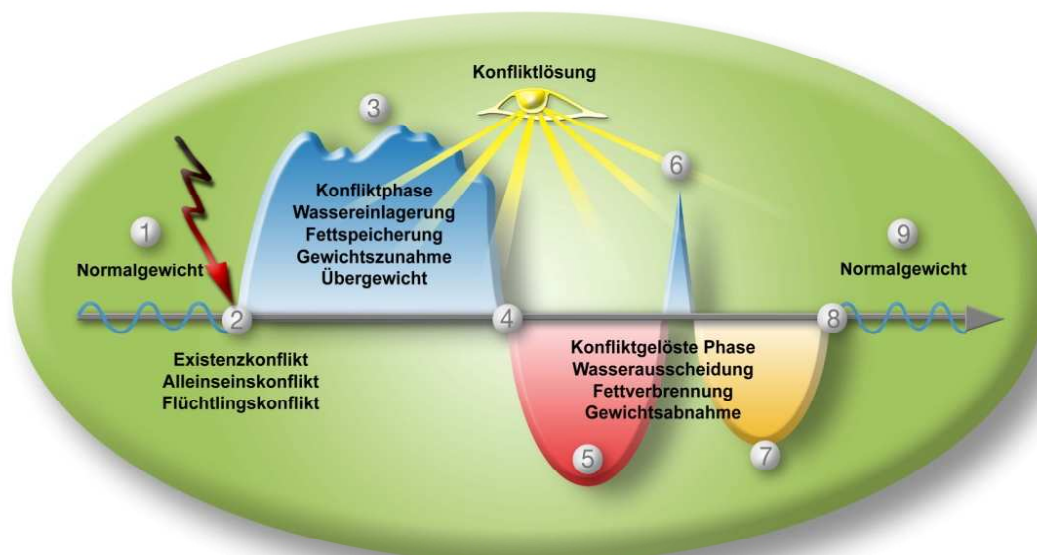 Konfliktlösung
3
6
Konfliktphase
Wassereinlagerung
Fettspeicherung
Gewichtszunahme
Übergewicht
1
Normalgewicht
9
Normalgewicht
2
4
8
Existenzkonflikt
Alleinseinskonflikt
Flüchtlingskonflikt
Konfliktgelöste Phase
Wasserausscheidung
Fettverbrennung
Gewichtsabnahme
5
7